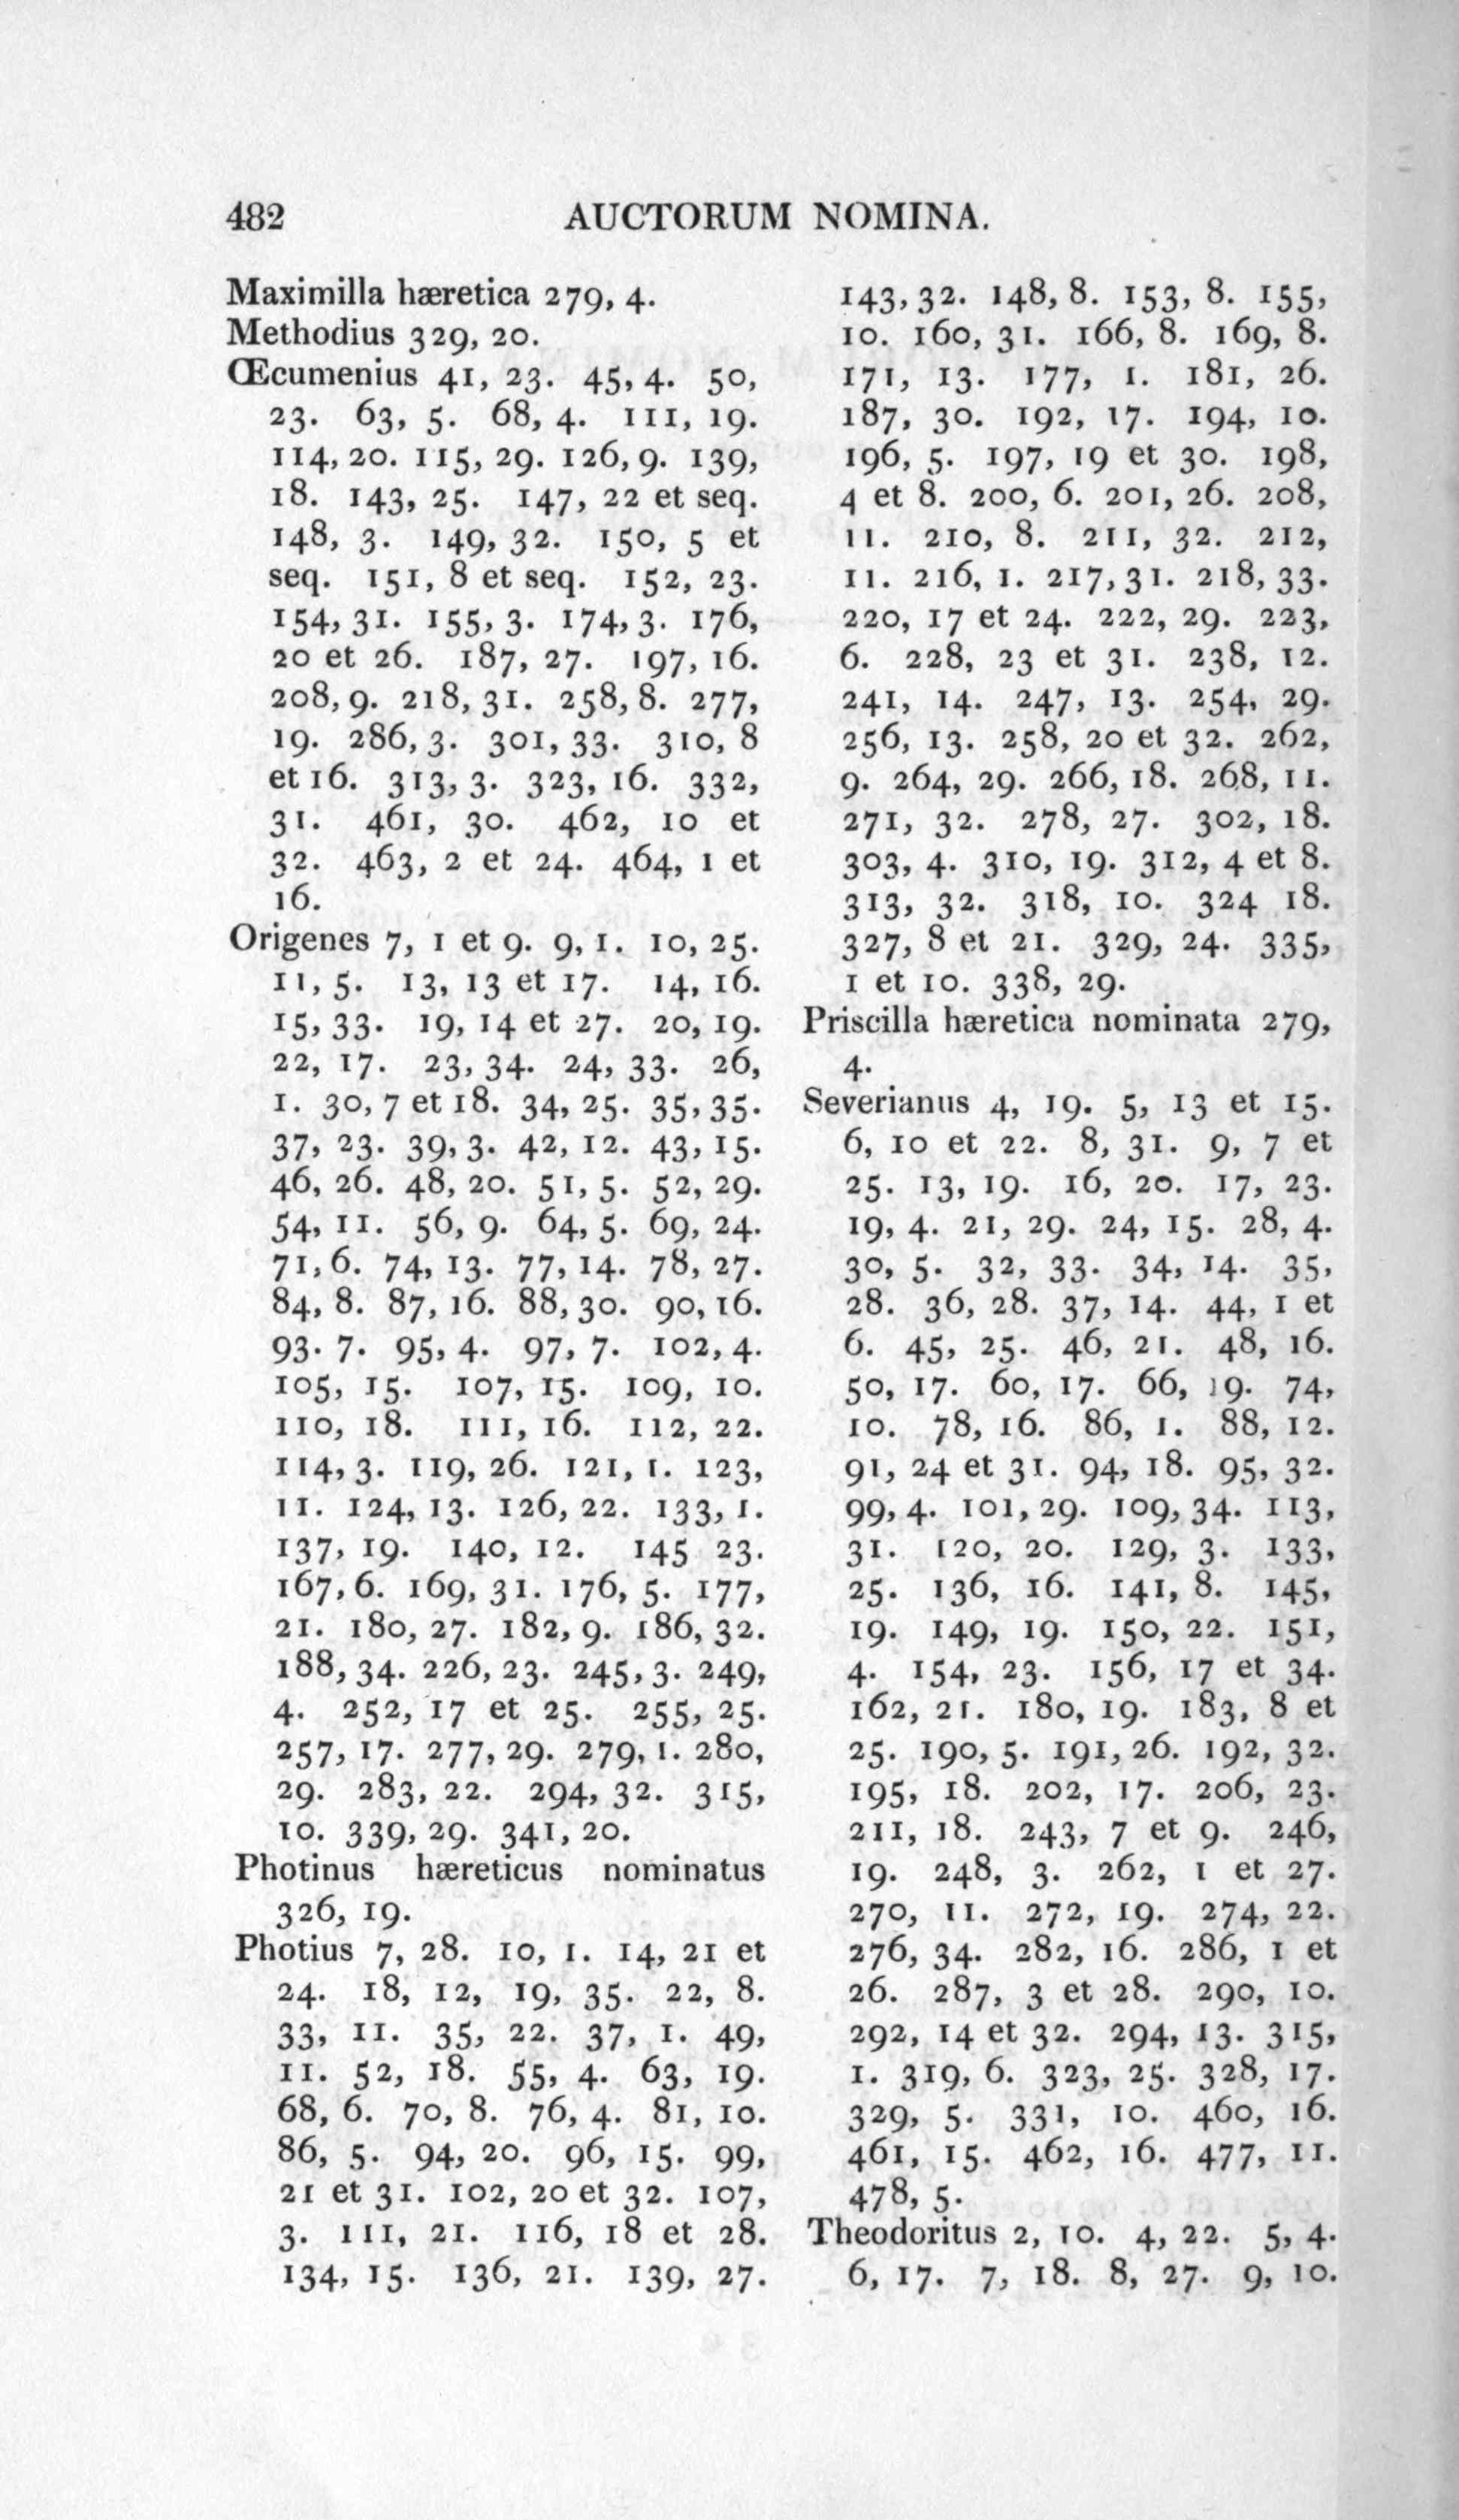 482 AUCTORUM NOMINA.
Maximilla hæretica 279, 4.
Methodius 329, 20.
Œcumenius 41, 23. 45, 4. 50,
23. 63, 5. 68, 4. 111, 19.
114, 20. 115, 29. 126, 9. 139,
18. 143, 25. 147, 22 et seq.
148, 3. 149, 32. 150, 5 et
seq. 151, 8 et seq. 152, 23.
154, 31. 155, 3. 174, 3. 176,
20 et 26. 187, 27. 197, 16.
208, 9. 218, 31. 258, 8. 277,
19. 286, 3. 301, 33. 310, 8
et 16. 313, 3. 323, 16. 332,
31. 461, 30. 462, 10 et
32. 463, 2 et 24. 464, 1 et
16.
Origenes 7, 1 et 9. 9, 1. 10, 25.
11, 5. 13, 13 et 17. 14, 16.
15, 33. 19, 14 et 27. 20, 19.
22, 17. 23, 34. 24, 33. 26,
1. 30, 7 et 18. 34, 25. 35, 35.
37, 23. 39, 3. 42, 12. 43, 15.
46, 26. 48, 20. 51, 5. 52, 29.
54, 11. 56, 9. 64, 5. 69, 24.
71, 6. 74, 13. 77, 14. 78, 27.
84, 8. 87, 16. 88, 30. 90, 16.
93. 7. 95, 4. 97, 7. 102, 4.
105, 15. 107, 15. 109, 10.
110, 18. 111, 16. 112, 22.
114, 3. 119, 26. 121, 1. 123,
11. 124, 13. 126, 22. 133, 1.
137, 19. 140, 12. 145 23.
167, 6. 169, 31. 176, 5. 177,
21. 180, 27. 182, 9. 186, 32.
188, 34. 226, 23. 245, 3. 249,
4. 252, 17 et 25. 255, 25.
257, 17. 277, 29. 279, 1. 280,
29. 283, 22. 294, 32. 315,
10. 339, 29. 341, 20.
Photinus hæreticus nominatus
326, 19.
Photius 7, 28. 10, 1. 14, 21 et
24. 18, 12, 19, 35. 22, 8.
33, 11. 35, 22. 37, 1. 49,
11. 52, 18. 55, 4. 63, 19.
68, 6. 70, 8. 76, 4. 81, 10.
86, 5. 94, 20. 96, 15. 99,
21 et 31. 102, 20 et 32. 107,
3. 111, 21. 116, 18 et 28.
134, 15. 136, 21. 139, 27.
143, 32. 148, 8. 153, 8. 155,
10. 160, 31. 166, 8. 169, 8.
171, 13. 177, 1. 181, 26.
187, 30. 192, 17. 194, 10.
196, 5. 197, 19 et 30. 198,
4 et 8. 200, 6. 201, 26. 208,
11. 210, 8. 211, 32. 212,
11. 216, 1. 217, 31. 218, 33.
220, 17 et 24. 222, 29. 223,
6. 228, 23 et 31. 238, 12.
241, 14. 247, 13. 254, 29.
256, 13. 258, 20 et 32. 262,
9. 264, 29. 266, 18. 268, 11.
271, 32. 278, 27. 302, 18.
303, 4. 310, 19. 312, 4 et 8.
313, 32. 318, 10. 324 18.
327, 8 et 21. 329, 24. 335,
1 et 10. 338, 29.
Priscilla hæretica nominata 279,
4.
Severianus 4, 19. 5, 13 et 15.
6, 10 et 22. 8, 31. 9, 7 et
25. 13, 19. 16, 20. 17, 23.
19, 4. 21, 29. 24, 15. 28, 4.
30, 5. 32, 33. 34, 14. 35,
28. 36, 28. 37, 14. 44, 1 et
6. 45, 25. 46, 21. 48, 16.
50, 17. 60, 17. 66, 19. 74,
10. 78, 16. 86, 1. 88, 12.
91, 24 et 31. 94, 18. 95, 32.
99, 4. 101, 29. 109, 34. 113,
31. 120, 20. 129, 3. 133,
25. 136, 16. 141, 8. 145,
19. 149, 19. 150, 22. 151,
4. 154, 23. 156, 17 et 34.
162, 21. 180, 19. 183, 8 et
25. 190, 5. 191, 26. 192, 32.
195, 18. 202, 17. 206, 23.
211, 18. 243, 7 et 9. 246,
19. 248, 3. 262, 1 et 27.
270, 11. 272, 19. 274, 22.
276, 34. 282, 16. 286, 1 et
26. 287, 3 et 28. 290, 10.
292, 14 et 32. 294, 13. 315,
1. 319, 6. 323, 25. 328, 17.
329, 5. 331, 10. 460, 16.
461, 15. 462, 16. 477, 11.
478, 5.
Theodoritus 2, 10. 4, 22. 5, 4.
6, 17. 7, 18. 8, 27. 9, 10.